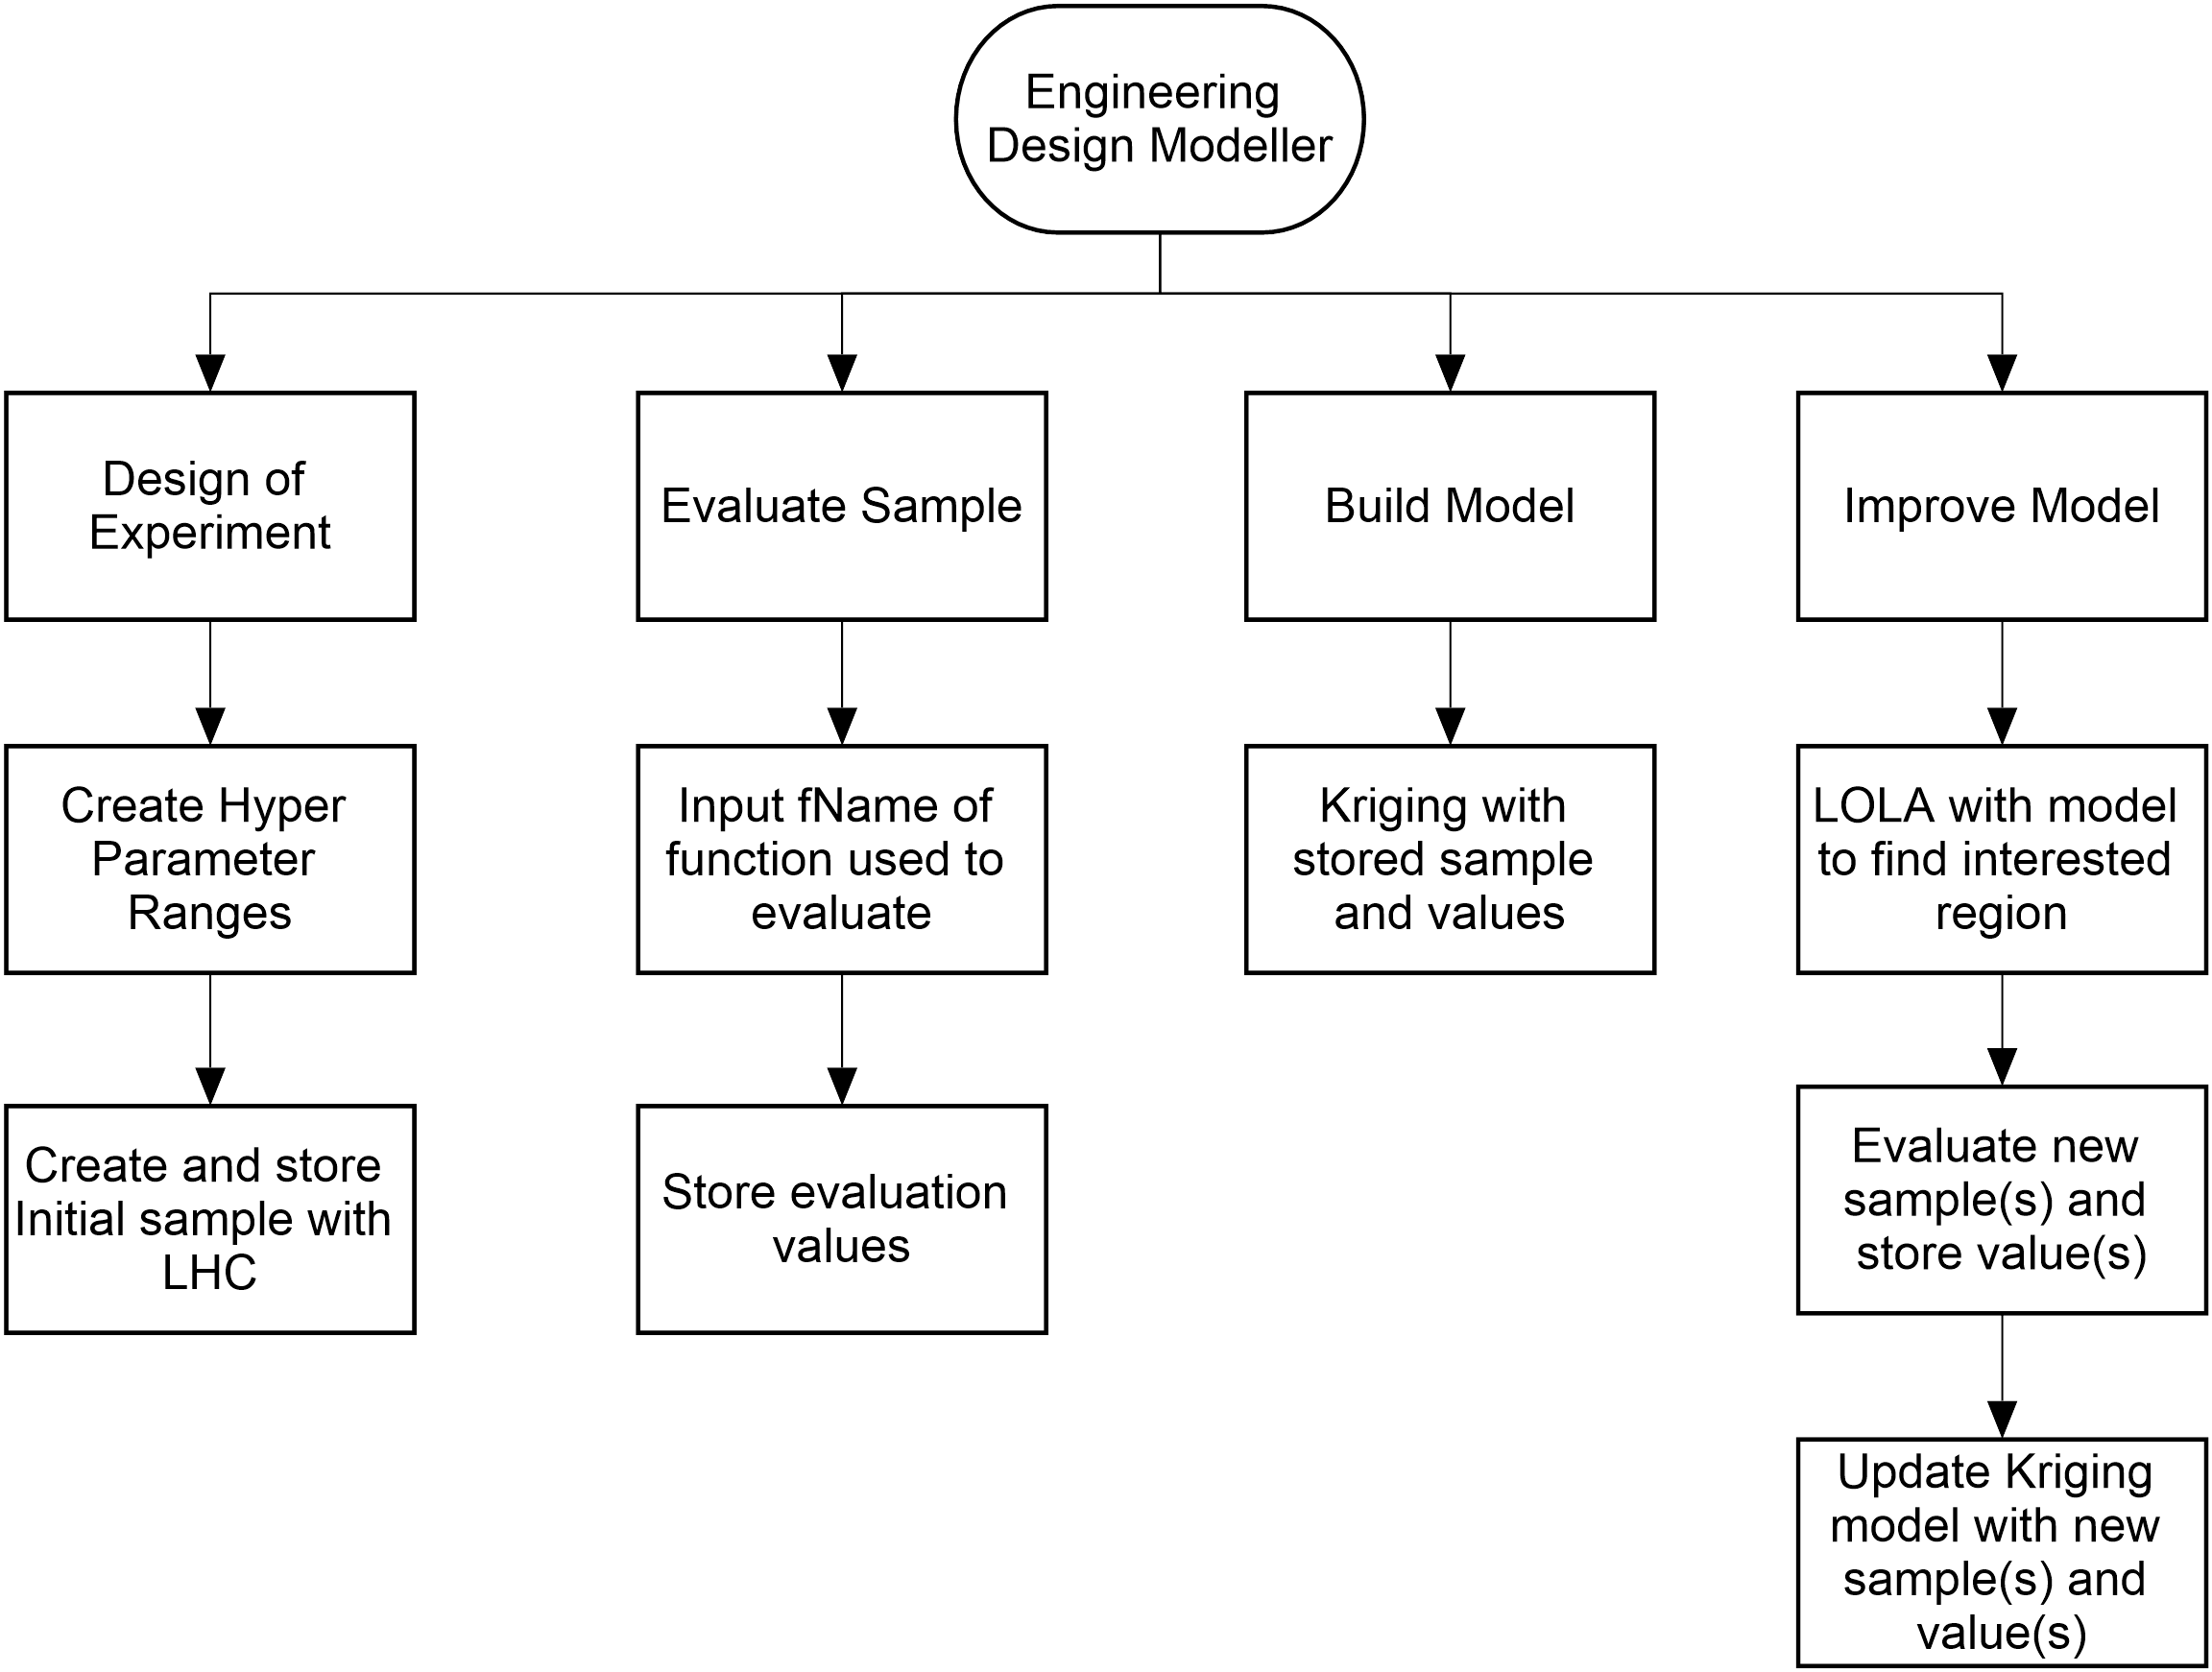 Engineering
Design Modeller
Design of
Experiment
Evaluate Sample
Build Model
Improve Model
Create Hyper
Parameter
Ranges
Input fName of
function used to
evaluate
Kriging with
stored sample
and values
LOLA with model
to find interested
region
Create and store
Initial sample with
LHC
Store evaluation
values
Evaluate new
sample(s) and
store value(s)
Update Kriging
model with new
sample(s) and
value(s)